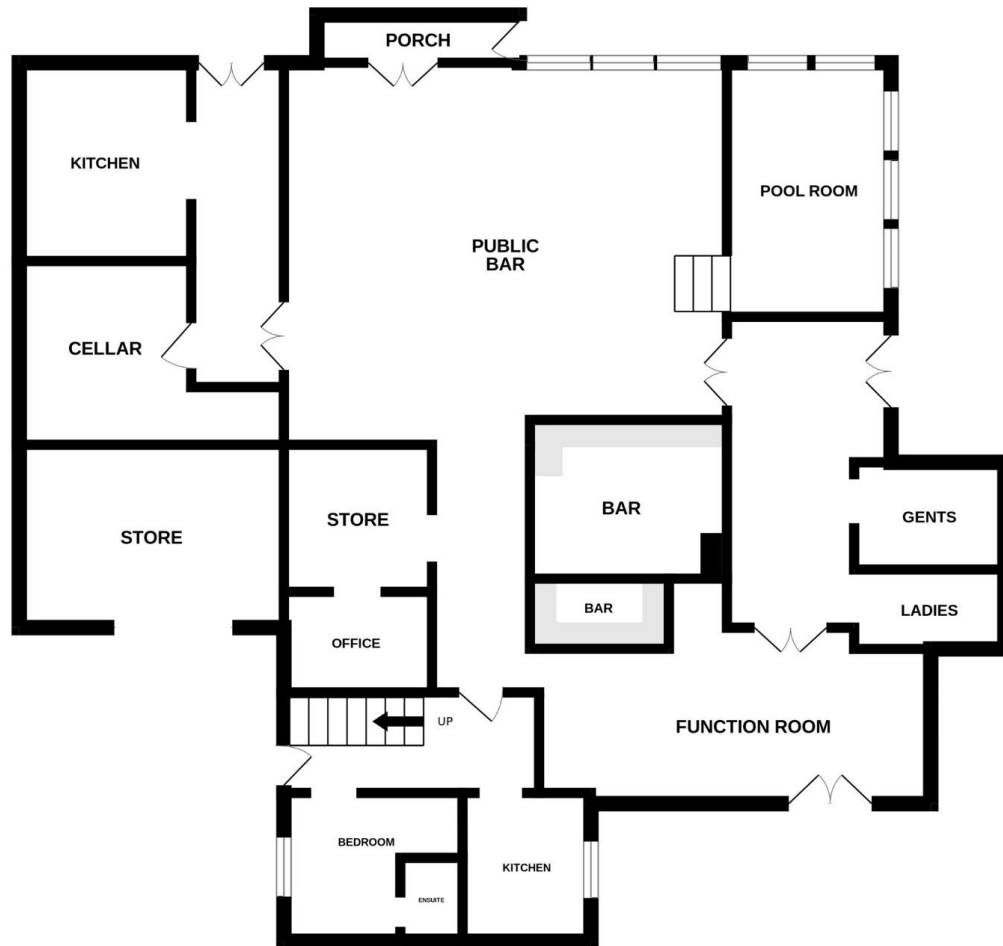 PORCH
KITCHEN
POOL ROOM
PUBLIC
BAR
CELLAR
STORE
STORE
BAR
GENTS
BAR
LADIES
OFFICE
UP
FUNCTION ROOM
BEDROOM
KITCHEN
ENSUITE